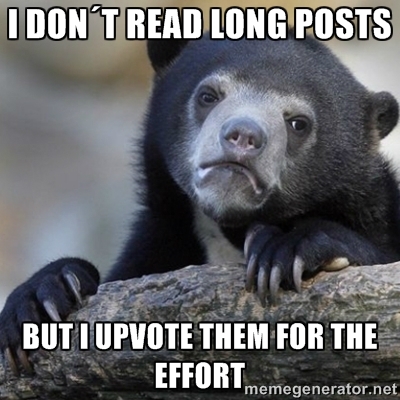 I DON´T READ LONG POSTS
BUT I UPVOTE THEM FOR THE
EFFORT
memegenerator.net